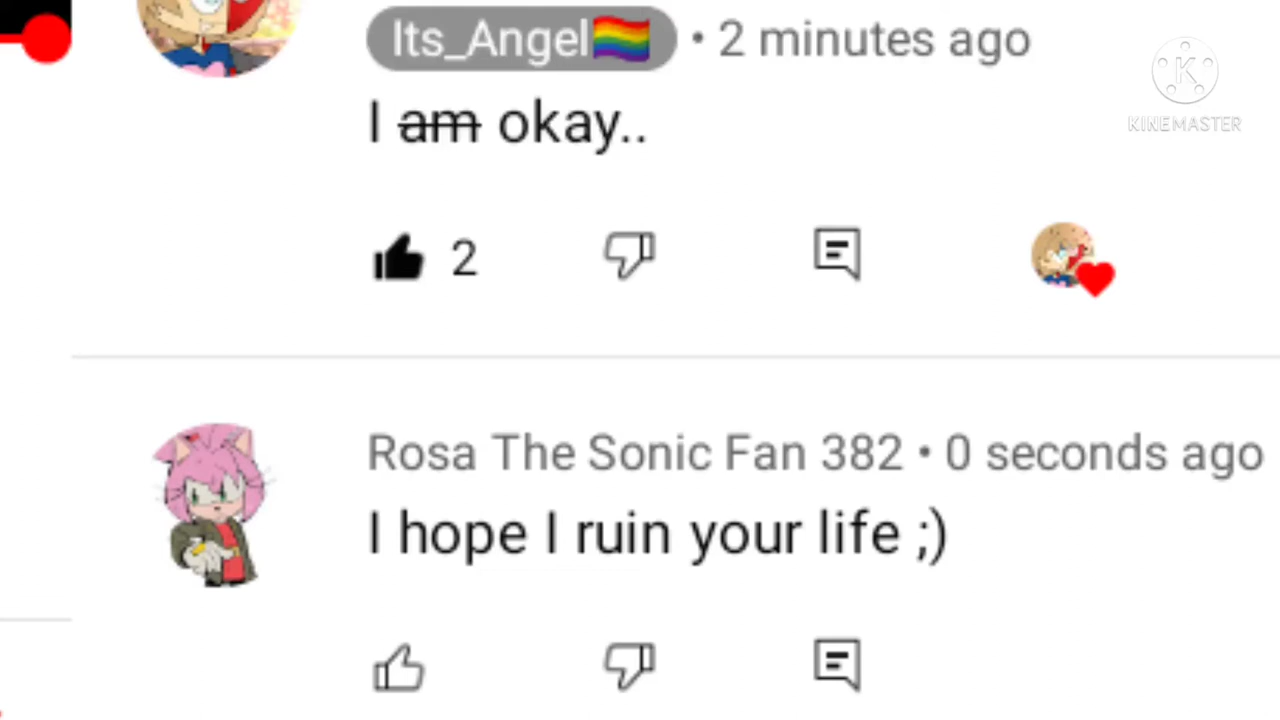 Its_Angel🏳️‍🌈 • 2 minutes ago
I ~~am~~ okay..
2
Rosa The Sonic Fan 382 • 0 seconds ago
I hope I ruin your life ;)
K
KINEMASTER